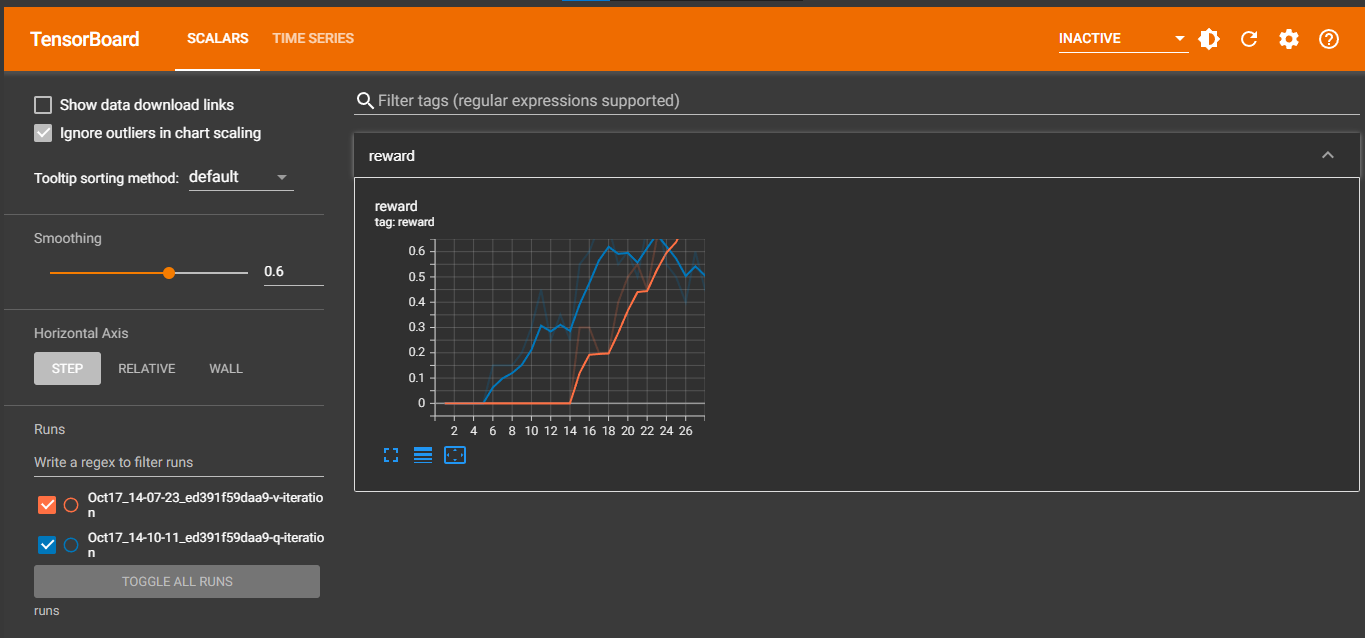 TensorBoard
SCALARS
TIME SERIES
INACTIVE
Show data download links
Ignore outliers in chart scaling
Tooltip sorting method: default
Smoothing
0.6
Horizontal Axis
STEP
RELATIVE
WALL
Runs
Write a regex to filter runs
Oct17_14-07-23_ed391f59daa9-v-iteratio
n
Oct17_14-10-11_ed391f59daa9-q-iteratio
n
TOGGLE ALL RUNS
runs
Filter tags (regular expressions supported)
reward
reward
tag: reward
0.6
0.5
0.4
0.3
0.2
0.1
0
2 4 6 8 10 12 14 16 18 20 22 24 26